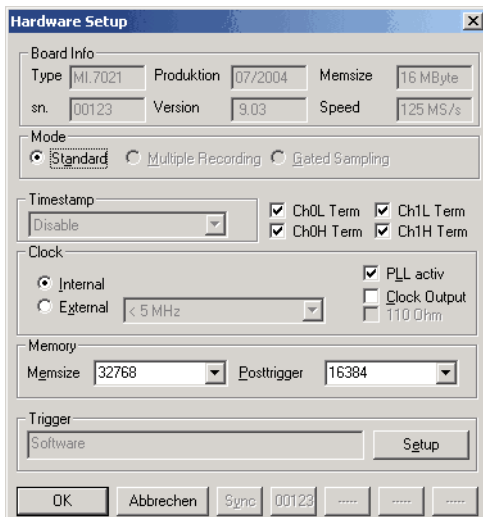 Hardware Setup
Board Info
Type MI.7021 Produktion 07/2004 Memsize 16 MByte
sn. 00123 Version 9.03 Speed 125 MS/s
Mode
Standard Multiple Recording Gated Sampling
Timestamp
Disable
Ch0L Term Ch1L Term
Ch0H Term Ch1H Term
Clock
Internal
External < 5 MHz
PLL activ
Clock Output
110 Ohm
Memory
Memsize 32768 Posttrigger 16384
Trigger
Software Setup
OK Abbrechen Sync 00123 ----- ----- -----